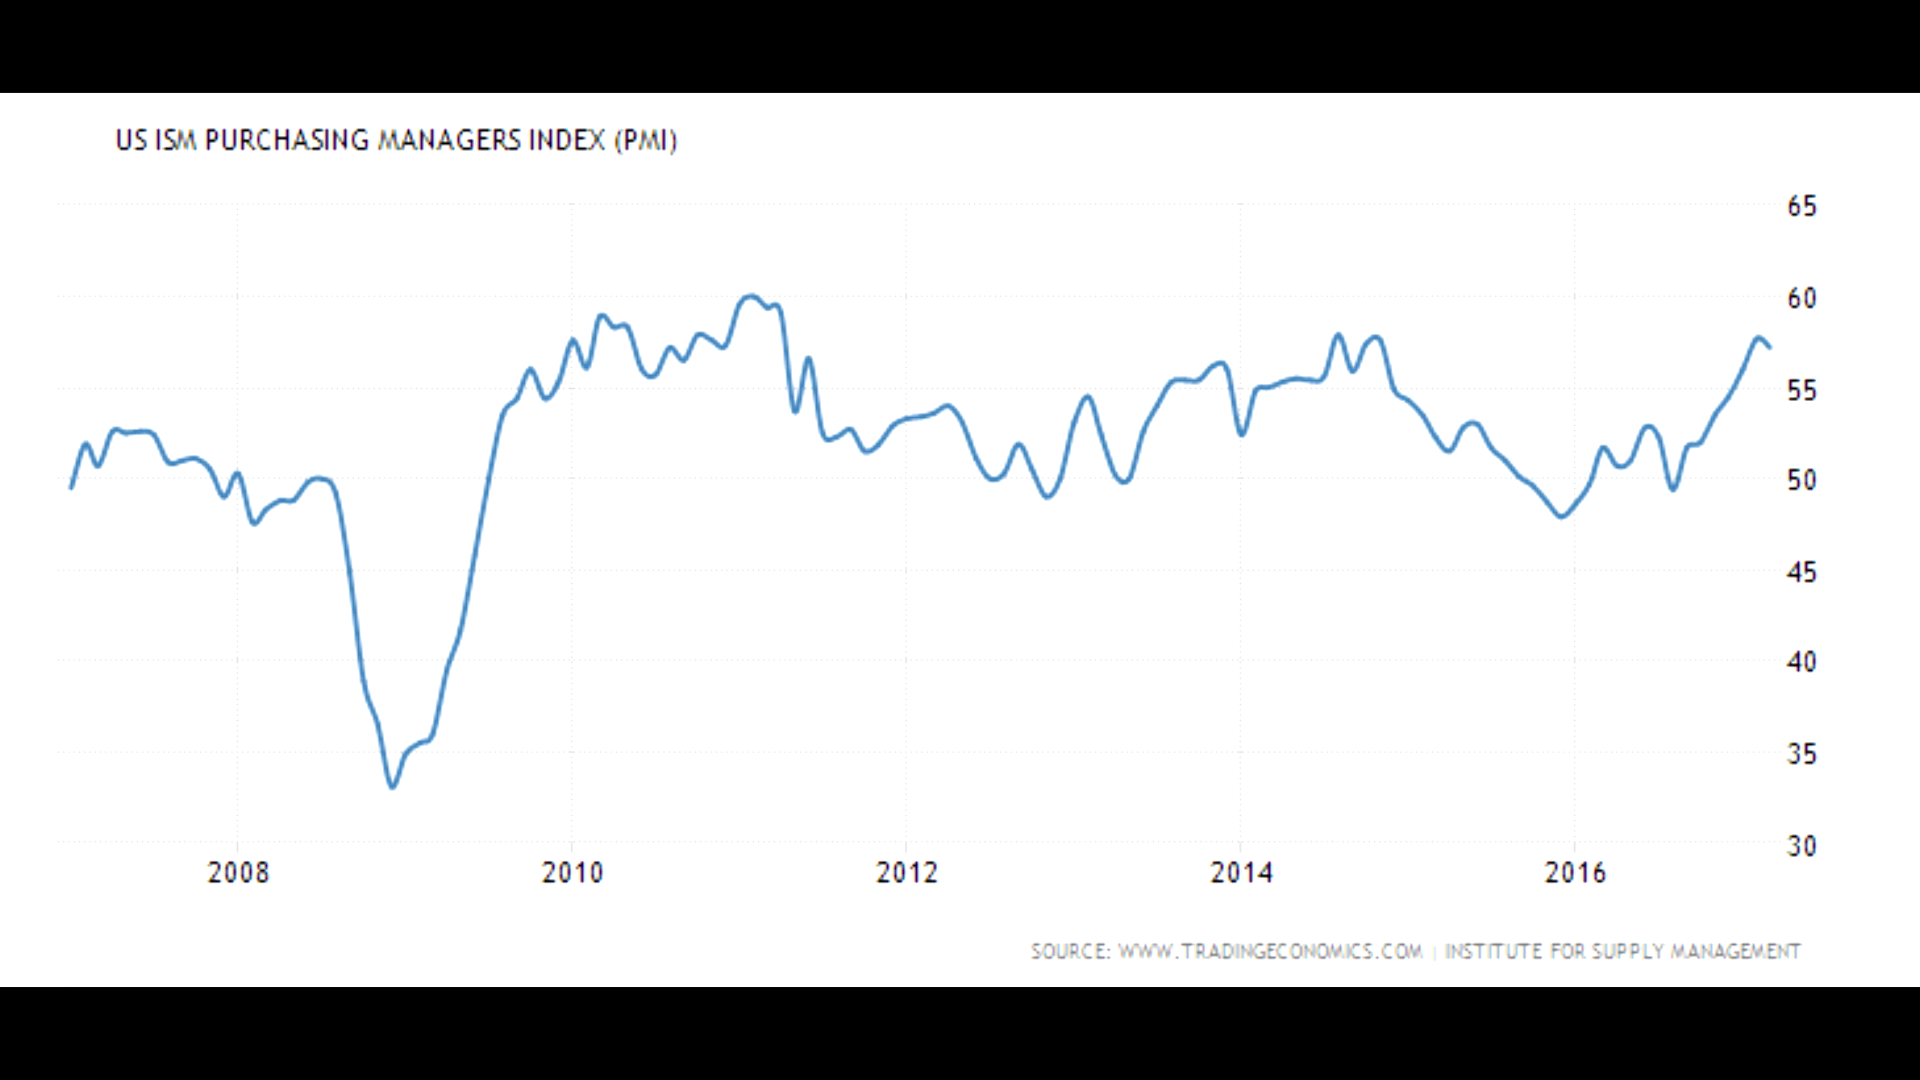 US ISM PURCHASING MANAGERS INDEX (PMI)
65
60
55
50
45
40
35
30
2008 2010 2012 2014 2016
SOURCE: WWW.TRADINGECONOMICS.COM | INSTITUTE FOR SUPPLY MANAGEMENT